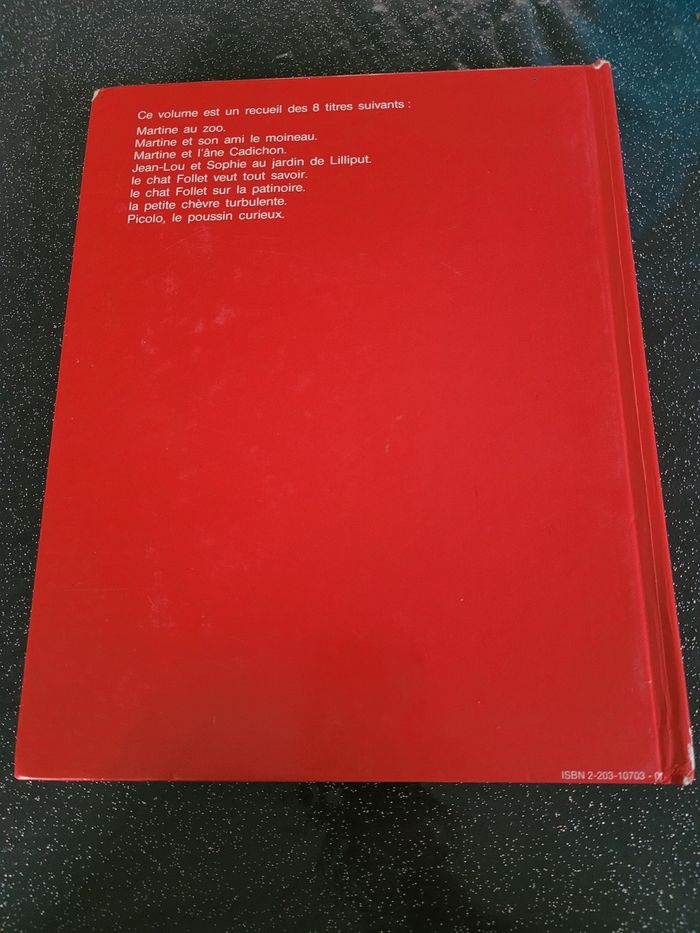 Ce volume est un recueil des 8 titres suivants :
Martine au zoo.
Martine et son ami le moineau.
Martine et l'âne Cadichon.
Jean-Lou et Sophie au jardin de Lilliput.
le chat Follet veut tout savoir.
le chat Follet sur la patinoire.
la petite chèvre turbulente.
Picolo, le poussin curieux.
ISBN 2-203-10703 -